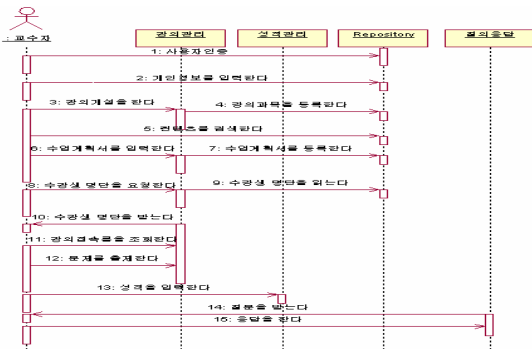 강의관리
성적관리
Repository
질의응답
: 교수자
1: 사용자인증
2: 개인정보를 입력한다
3: 강의개설을 한다
4: 강의과목을 등록한다
5: 컨텐츠를 검색한다
6: 수업계획서를 입력한다
7: 수업계획서를 등록한다
8: 수강생 명단을 요청한다
9: 수강생 명단을 읽는다
10: 수강생 명단을 받는다
11: 강의접속률을 조회한다
12: 문제를 출제한다
13: 성적을 입력한다
14: 질문을 받는다
15: 응답을 한다